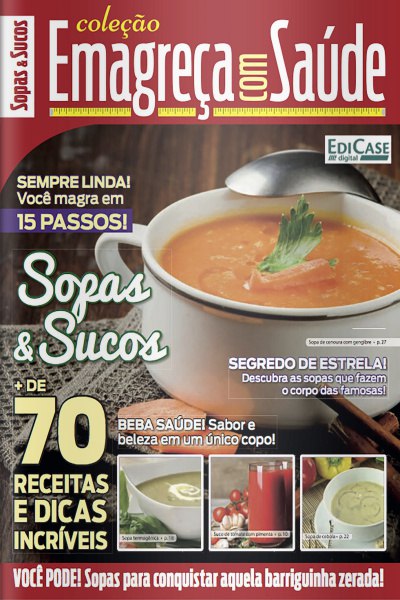 Sopas & Sucos
coleção
Emagreça
com
Saúde
EDICASE
digital
SEMPRE LINDA!
Você magra em
15 PASSOS!
Sopas
& Sucos
Sopa de cenoura com gengibre • p. 27
SEGREDO DE ESTRELA!
Descubra as sopas que fazem
o corpo das famosas!
+ DE
70
RECEITAS
E DICAS
INCRÍVEIS
BEBA SAÚDE! Sabor e
beleza em um único copo!
Sopa termogênica • p. 18
Suco de tomate com pimenta • p. 10
Sopa de cebola • p. 22
VOCÊ PODE! Sopas para conquistar aquela barriguinha zerada!